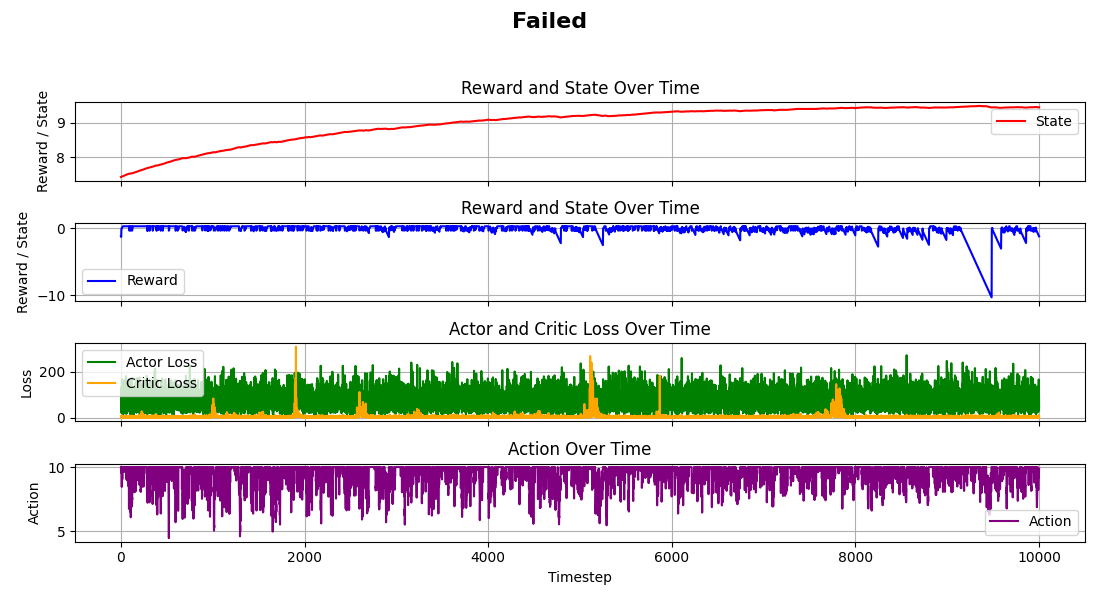 Failed
Reward and State Over Time
Reward / State
9
8
State
Reward and State Over Time
Reward / State
0
−10
Reward
Actor and Critic Loss Over Time
Loss
200
0
Actor Loss
Critic Loss
Action Over Time
Action
10
5
Action
0 2000 4000 6000 8000 10000
Timestep